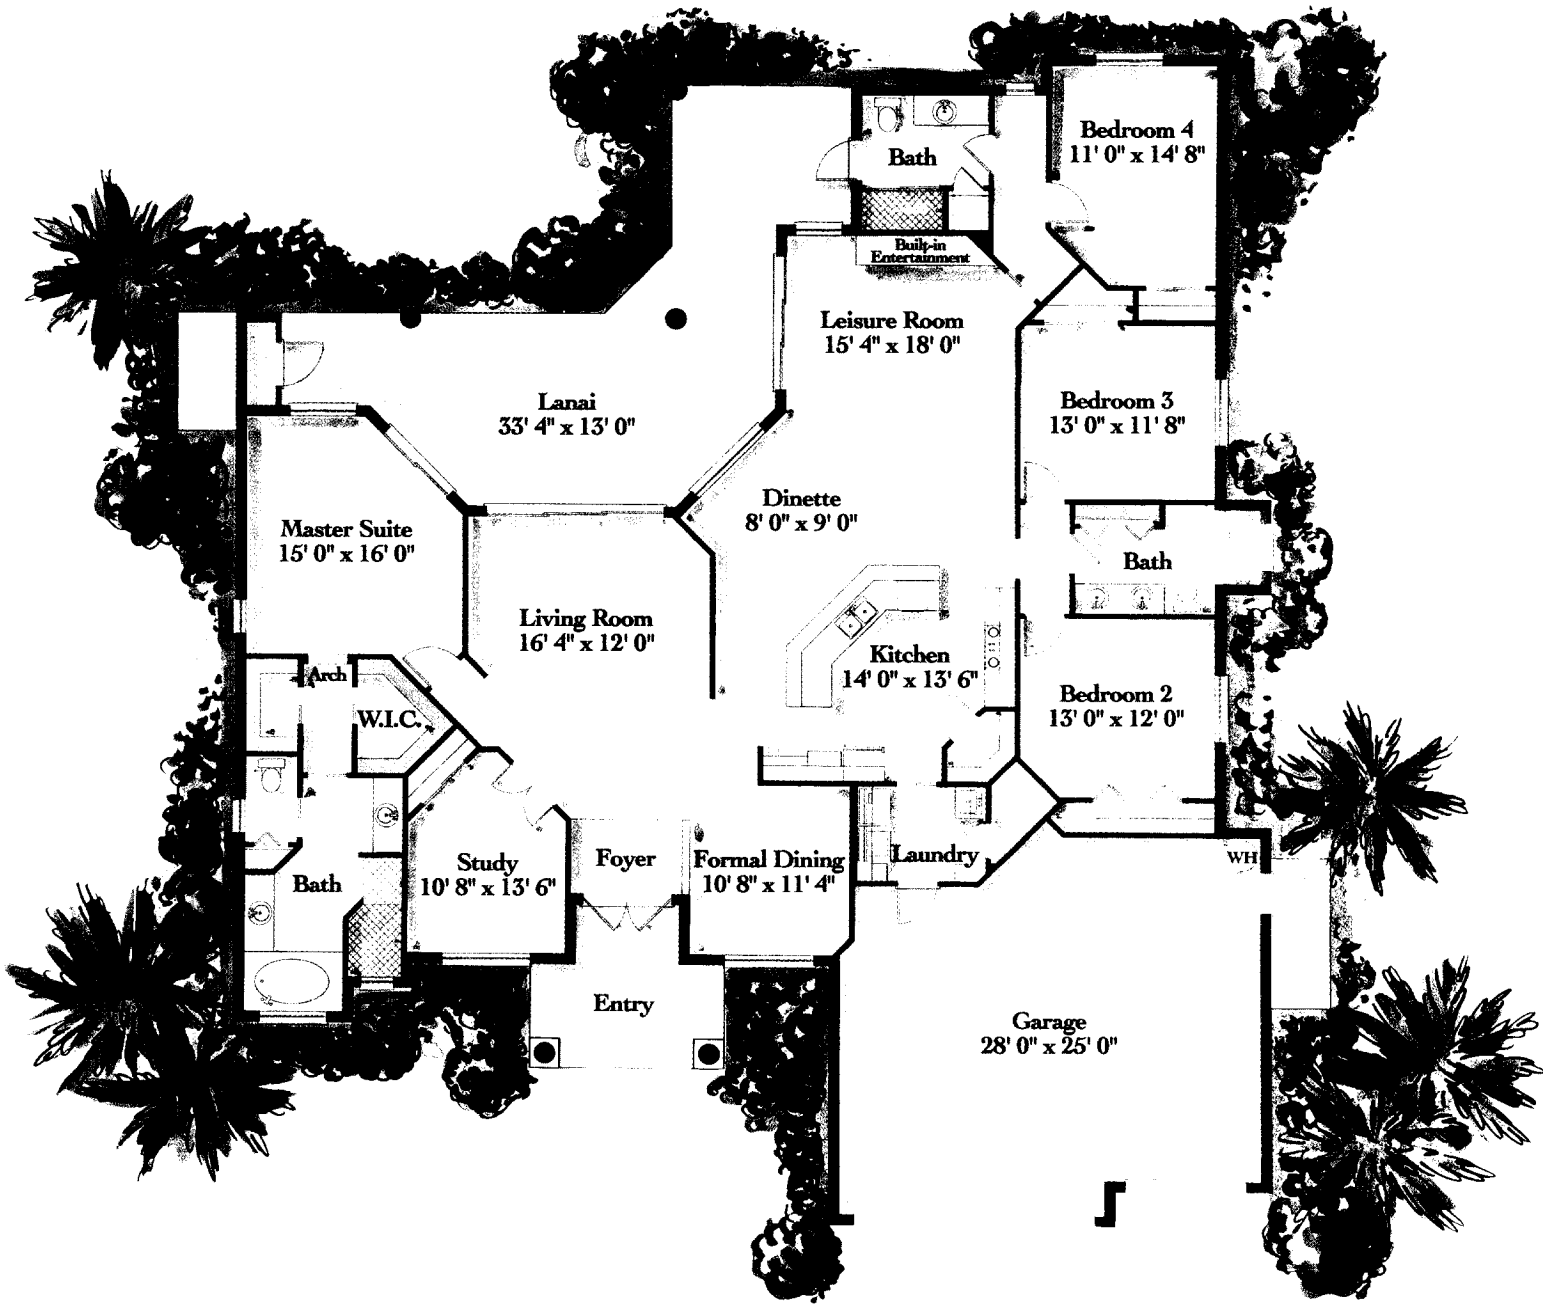 Bedroom 4
11' 0" x 14' 8"
Bath
Built-in
Entertainment
Leisure Room
15' 4" x 18' 0"
Lanai
33' 4" x 13' 0"
Bedroom 3
13' 0" x 11' 8"
Dinette
8' 0" x 9' 0"
Master Suite
15' 0" x 16' 0"
Bath
Living Room
16' 4" x 12' 0"
Kitchen
14' 0" x 13' 6"
Arch
W.I.C.
Bedroom 2
13' 0" x 12' 0"
Study
10' 8" x 13' 6"
Foyer
Formal Dining
10' 8" x 11' 4"
Laundry
WH
Bath
Entry
Garage
28' 0" x 25' 0"